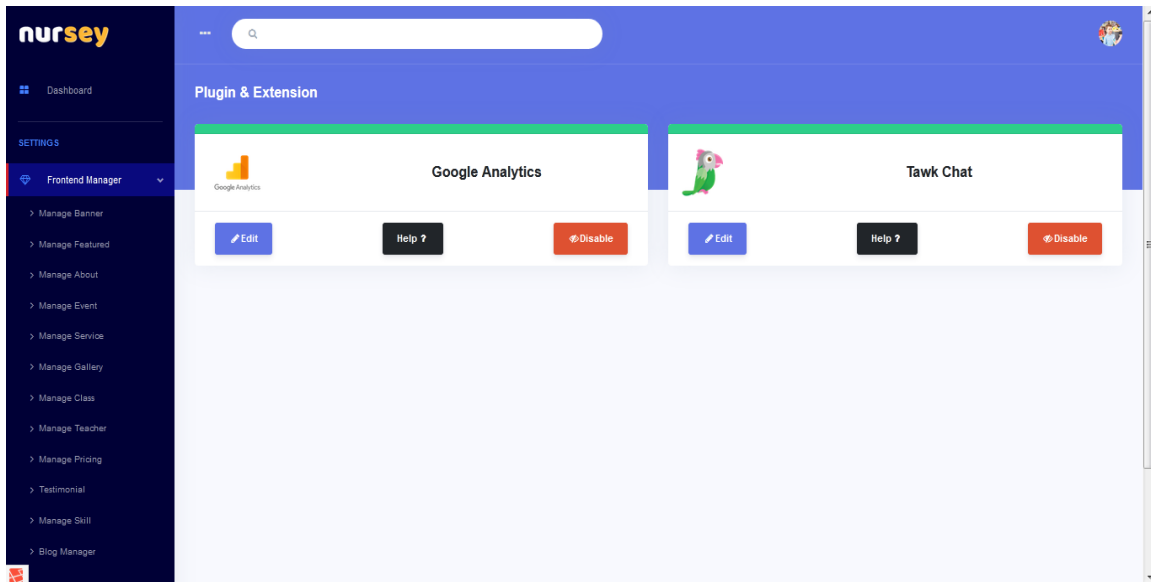 nursey
Dashboard
SETTINGS
Frontend Manager
Manage Banner
Manage Featured
Manage About
Manage Event
Manage Service
Manage Gallery
Manage Class
Manage Teacher
Manage Pricing
Testimonial
Manage Skill
Blog Manager
Plugin & Extension
Google Analytics
Google Analytics
Edit
Help ?
Disable
Tawk Chat
Edit
Help ?
Disable